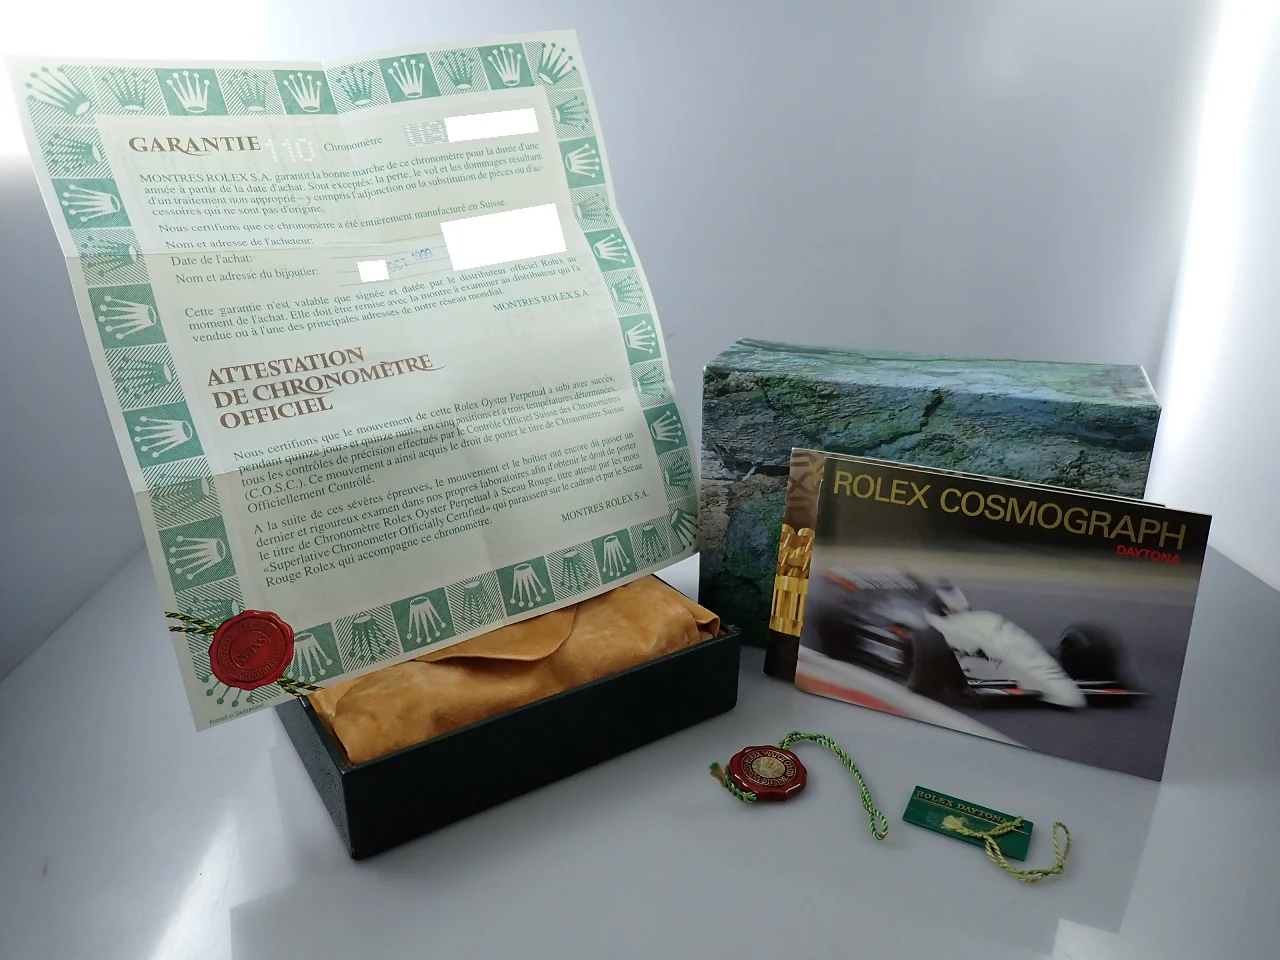 GARANTIE 110 Chronomètre
MONTRES ROLEX S.A. garantit la bonne marche de ce chronomètre pour la durée d'une
année à partir de la date d'achat. Sont exceptés: la perte, le vol et les dommages résultant
d'un traitement non approprié – y compris l'adjonction ou la substitution de pièces ou d'ac-
cessoires qui ne sont pas d'origine.
Nous certifions que ce chronomètre a été entièrement manufacturé en Suisse.
Nom et adresse de l'acheteur:
Date de l'achat: OCT 1999
Nom et adresse du bijoutier:
Cette garantie n'est valable que signée et datée par le distributeur officiel Rolex au
moment de l'achat. Elle doit être remise avec la montre à examiner au distributeur qui l'a
vendue ou à l'une des principales adresses de notre réseau mondial.
MONTRES ROLEX S.A.
ATTESTATION
DE CHRONOMÈTRE
OFFICIEL
Nous certifions que le mouvement de cette Rolex Oyster Perpetual a subi avec succès,
pendant quinze jours et quinze nuits, en cinq positions et à trois températures déterminées,
tous les contrôles de précision effectués par le Contrôle Officiel Suisse des Chronomètres
(C.O.S.C.). Ce mouvement a ainsi acquis le droit de porter le titre de Chronomètre Suisse
Officiellement Contrôlé.
A la suite de ces sévères épreuves, le mouvement et le boîtier ont encore dû passer un
dernier et rigoureux examen dans nos propres laboratoires afin d'obtenir le droit de porter
le titre de Chronomètre Rolex Oyster Perpetual à Sceau Rouge, titre attesté par les mots
«Superlative Chronometer Officially Certified» qui paraissent sur le cadran et par le Sceau
Rouge Rolex qui accompagne ce chronomètre.
MONTRES ROLEX S.A.
SWISS
Printed in Switzerland
ROLEX COSMOGRAPH
DAYTONA
ROLEX DAYTONA